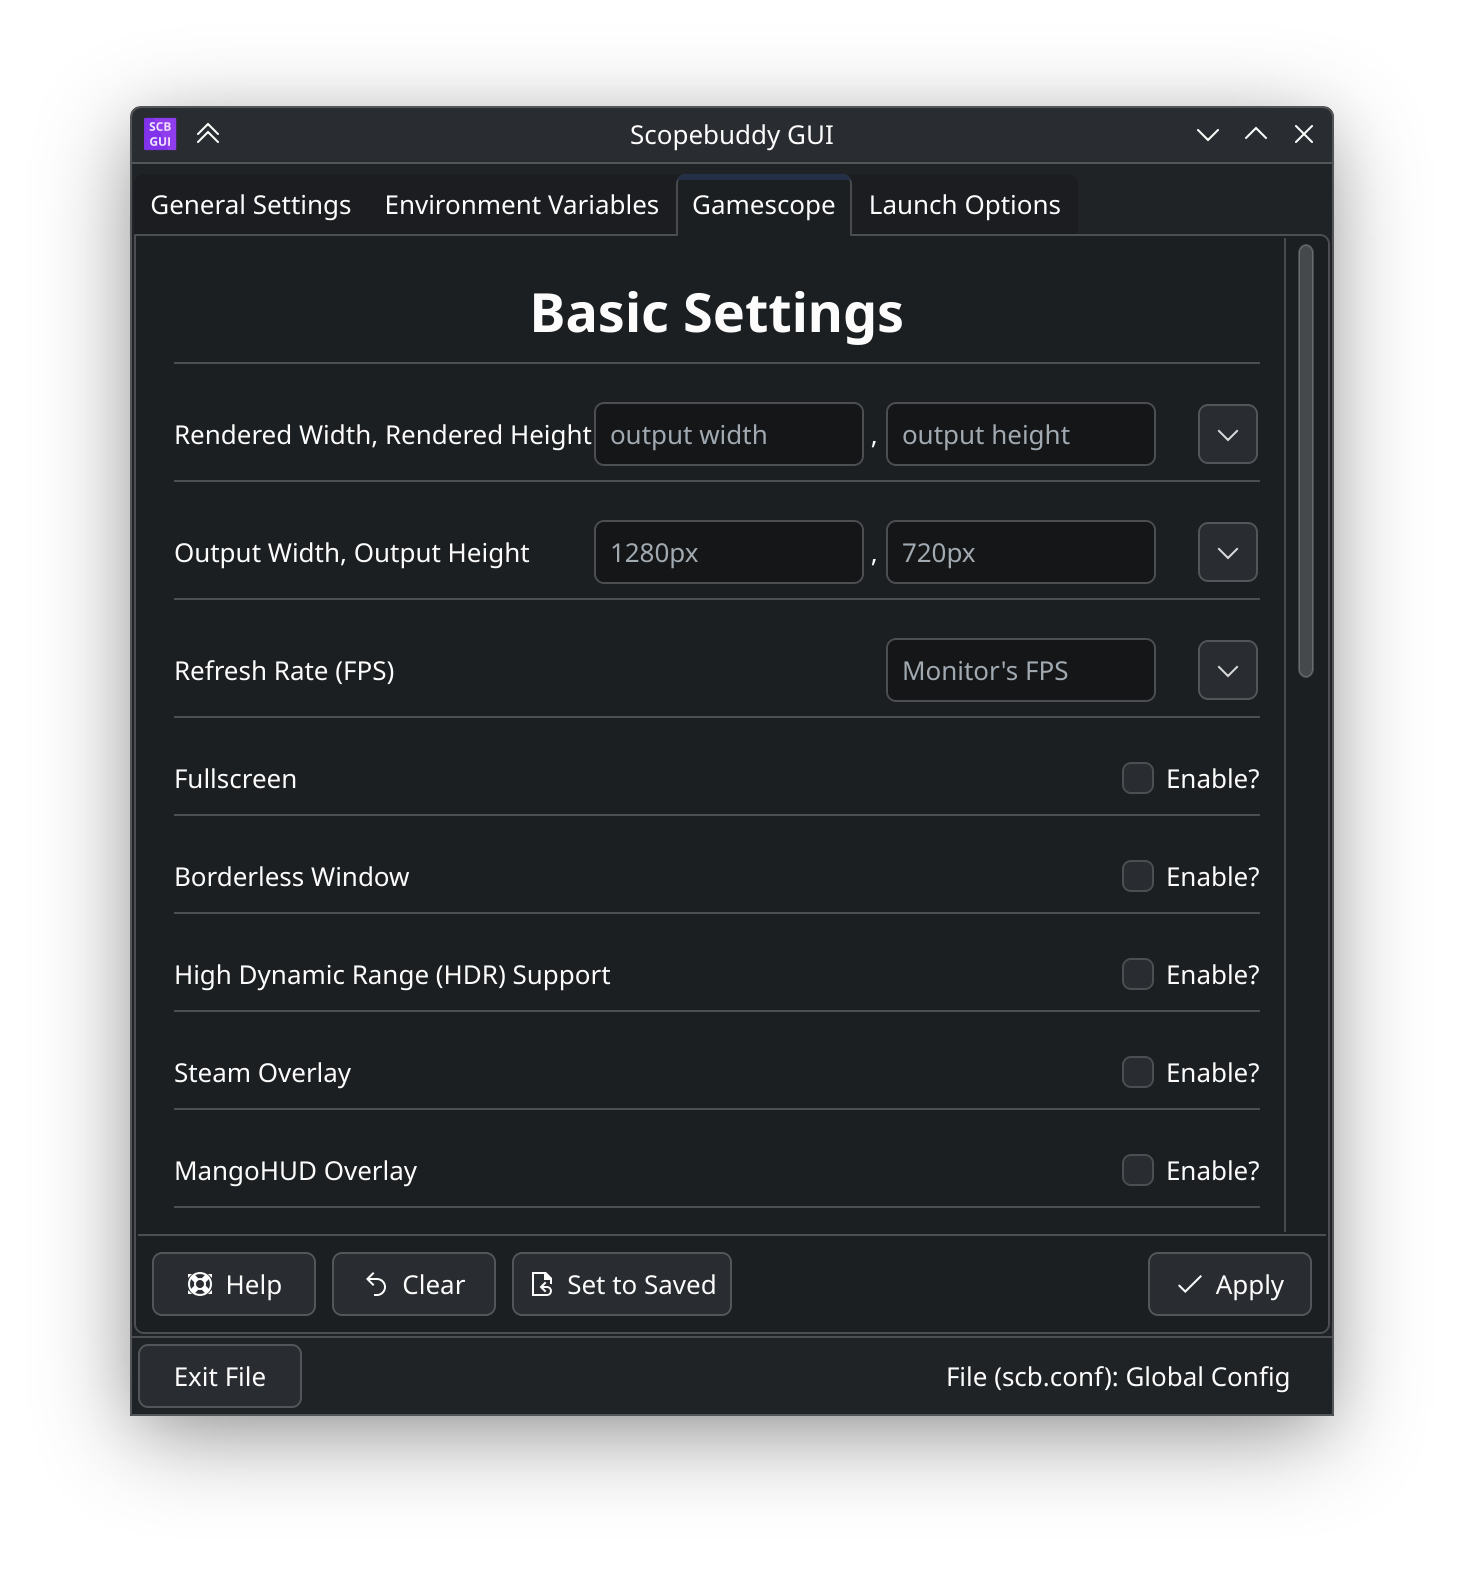 SCB
GUI
Scopebuddy GUI
General Settings Environment Variables Gamescope Launch Options
Basic Settings
Rendered Width, Rendered Height output width , output height
Output Width, Output Height 1280px , 720px
Refresh Rate (FPS) Monitor's FPS
Fullscreen Enable?
Borderless Window Enable?
High Dynamic Range (HDR) Support Enable?
Steam Overlay Enable?
MangoHUD Overlay Enable?
Help Clear Set to Saved Apply
Exit File File (scb.conf): Global Config